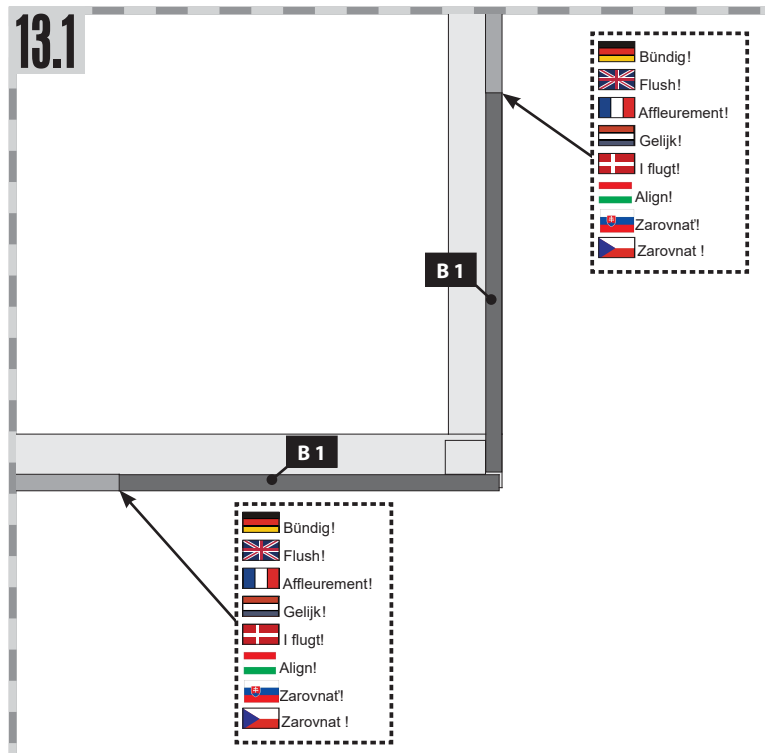 13.1
Bündig!
Flush!
Affleurement!
Gelijk!
I flugt!
Align!
Zarovnať!
Zarovnat !
B 1
B 1
Bündig!
Flush!
Affleurement!
Gelijk!
I flugt!
Align!
Zarovnať!
Zarovnat !